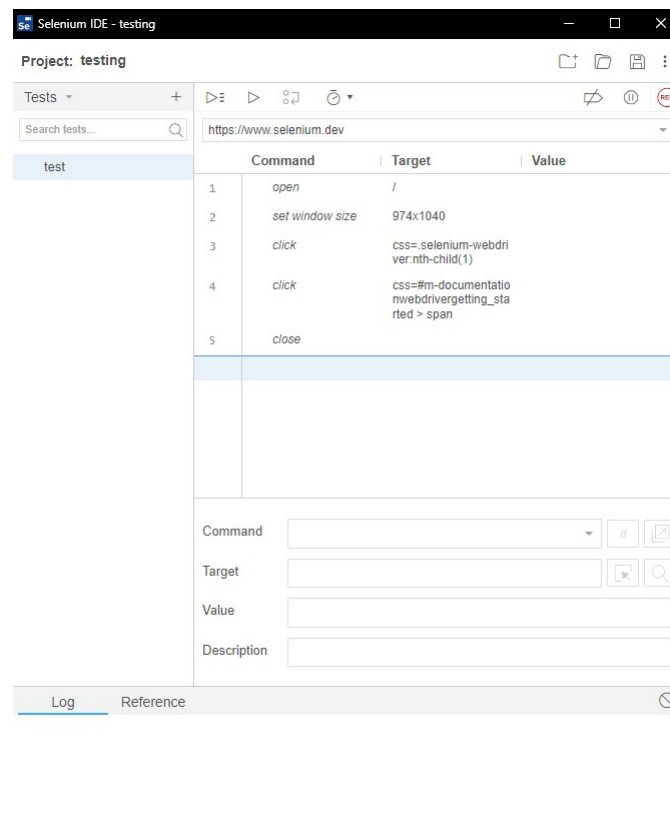 Se Selenium IDE - testing
Project: testing
Tests
Search tests...
test
https://www.selenium.dev
Command Target Value
1 open /
2 set window size 974x1040
3 click css=.selenium-webdri
ver:nth-child(1)
4 click css=#m-documentatio
nwebdrivergetting_sta
rted > span
5 close
Command //
Target
Value
Description
Log Reference